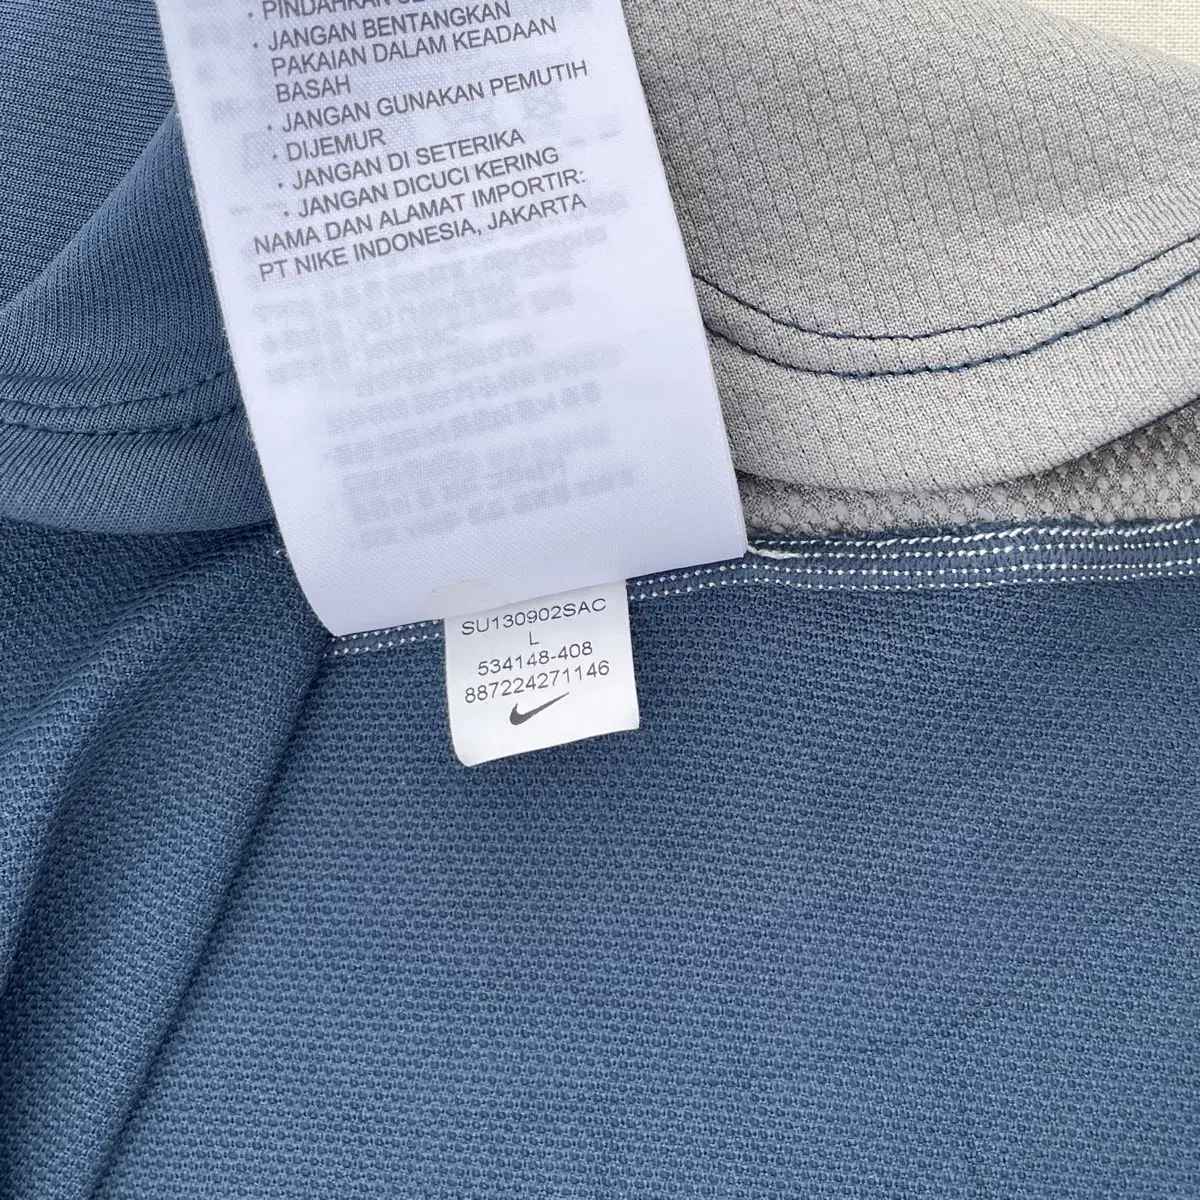 · JANGAN BENTANGKAN
PAKAIAN DALAM KEADAAN
BASAH
· JANGAN GUNAKAN PEMUTIH
· DIJEMUR
· JANGAN DI SETERIKA
· JANGAN DICUCI KERING
NAMA DAN ALAMAT IMPORTIR:
PT NIKE INDONESIA, JAKARTA
SU130902SAC
L
534148-408
887224271146